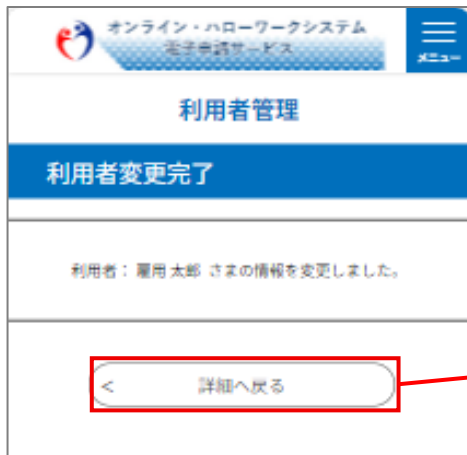 オンライン・ハローワークシステム
電子申請サービス
メニュー
利用者管理
利用者変更完了
利用者： 雇用 太郎 さまの情報を変更しました。
< 詳細へ戻る